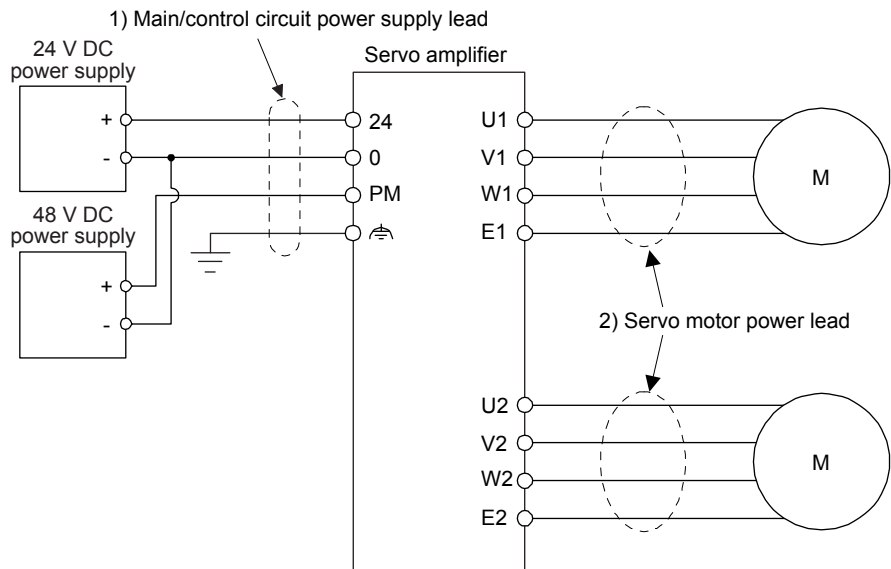 1) Main/control circuit power supply lead
24 V DC
power supply
+
-
48 V DC
power supply
+
-
Servo amplifier
24
0
PM
U1
V1
W1
E1
M
2) Servo motor power lead
U2
V2
W2
E2
M